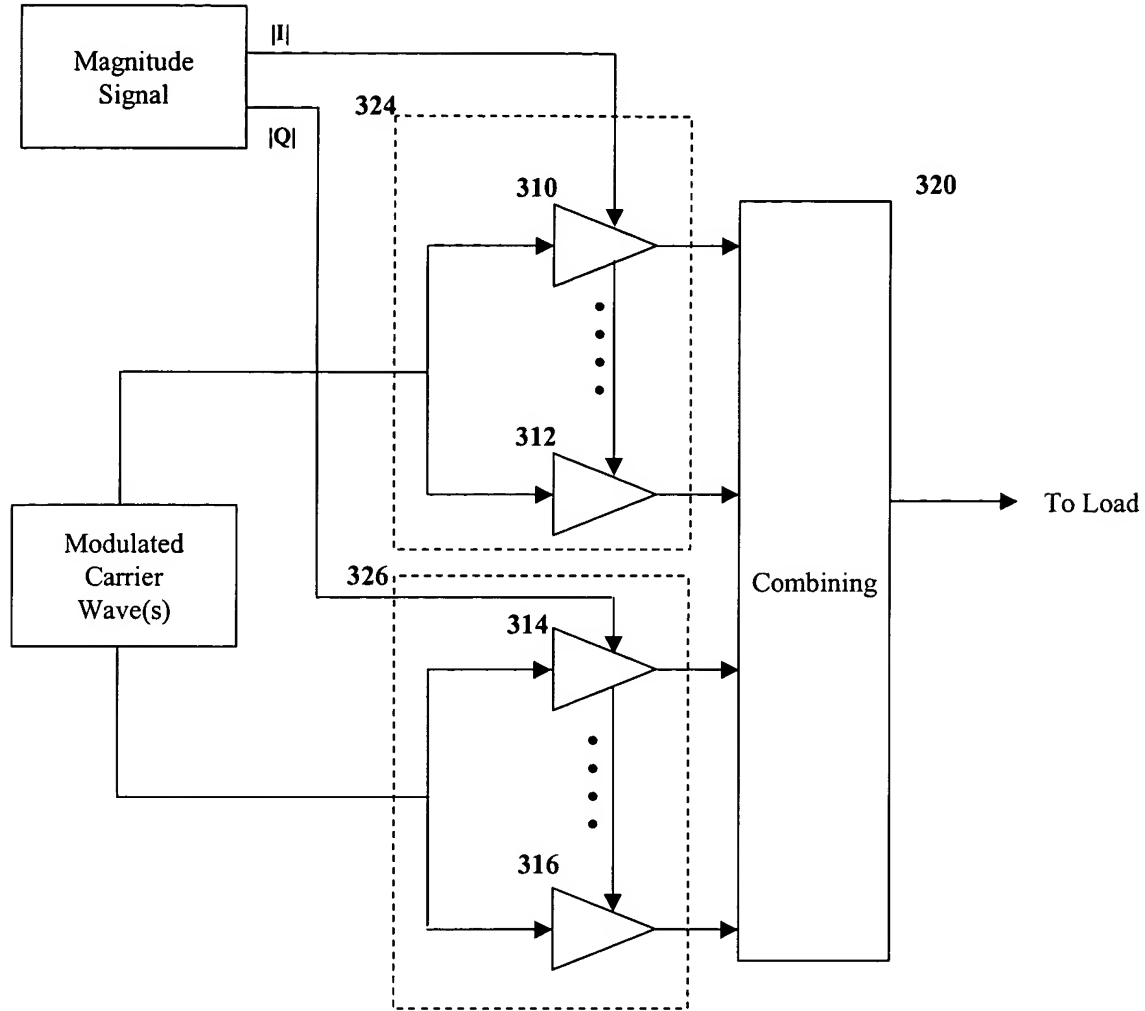 |I|
Magnitude
Signal
|Q|
324
310
320
312
To Load
Modulated
Carrier
Wave(s)
326
Combining
314
316